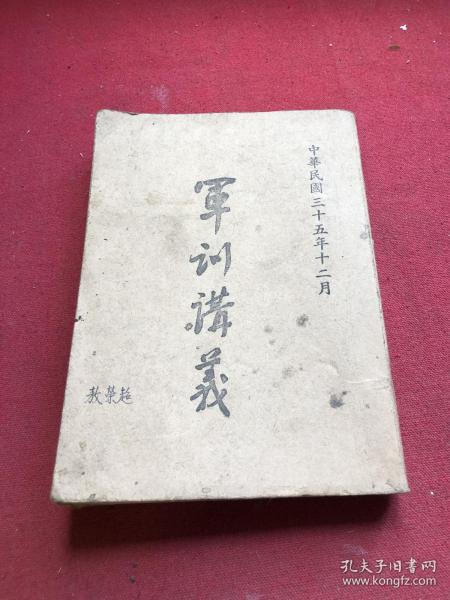 中華民國三十五年十二月
軍训講義
趙榮敎
孔夫子旧书网
www.kongfz.com